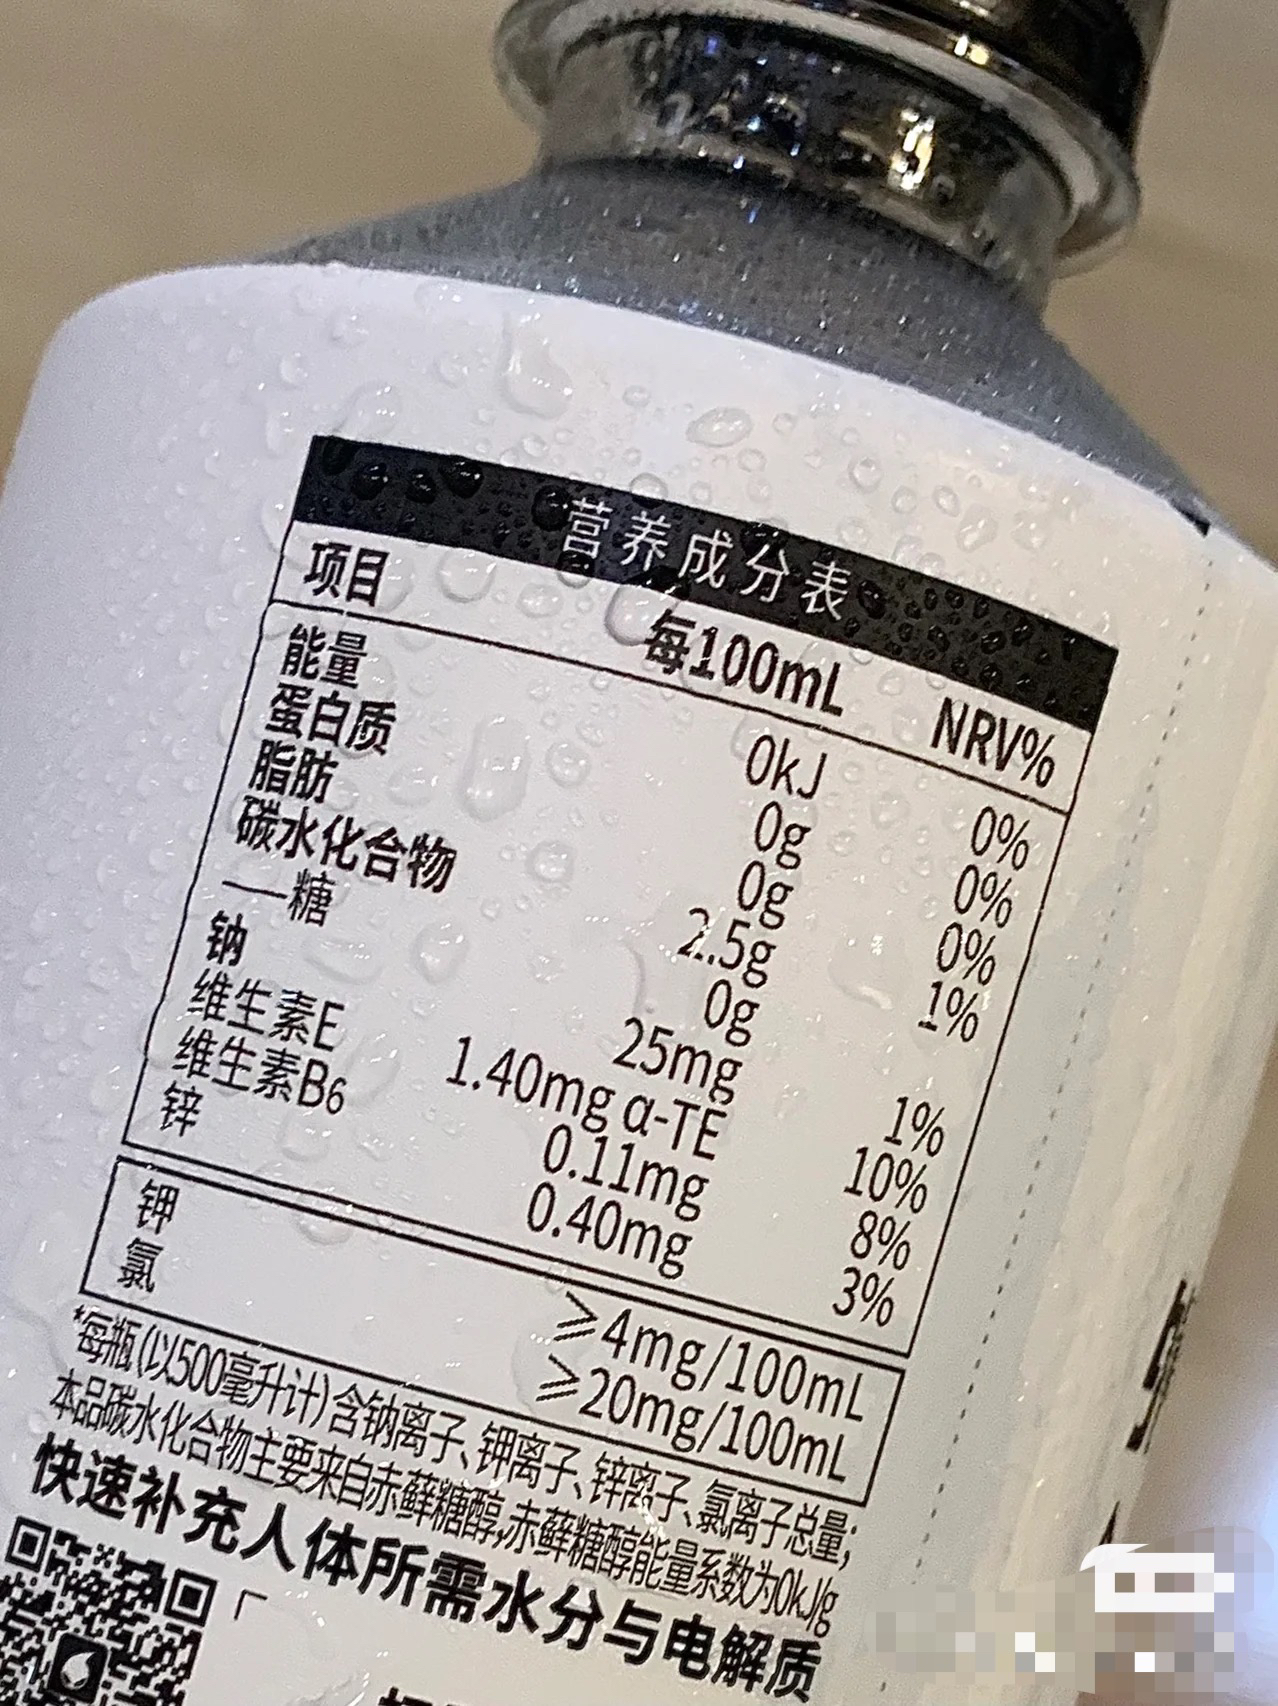 营养成分表
项目 每100mL NRV%
能量 0kJ 0%
蛋白质 0g 0%
脂肪 0g 0%
碳水化合物 2.5g 1%
—糖 0g
钠 25mg 1%
维生素E 1.40mg α-TE 10%
维生素B6 0.11mg 8%
锌 0.40mg 3%
钾 ≥4mg/100mL
氯 ≥20mg/100mL
*每瓶(以500毫升计)含钠离子、钾离子、锌离子、氯离子总量;
本品碳水化合物主要来自赤藓糖醇,赤藓糖醇能量系数为0kJ/g
快速补充人体所需水分与电解质